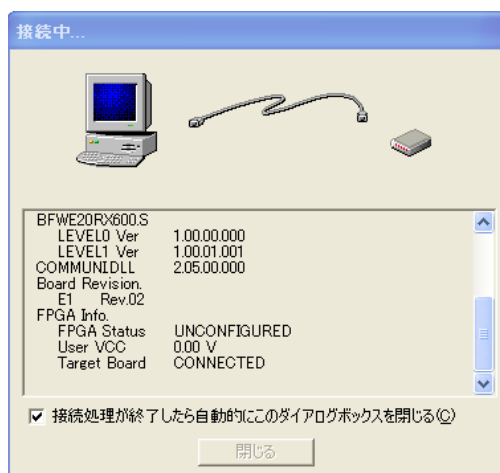 接続中...
BFWE20RX600.S
LEVEL0 Ver 1.00.00.000
LEVEL1 Ver 1.00.01.001
COMMUNIDLL 2.05.00.000
Board Revision.
E1 Rev.02
FPGA Info.
FPGA Status UNCONFIGURED
User VCC 0.00 V
Target Board CONNECTED
接続処理が終了したら自動的にこのダイアログボックスを閉じる(C)
閉じる